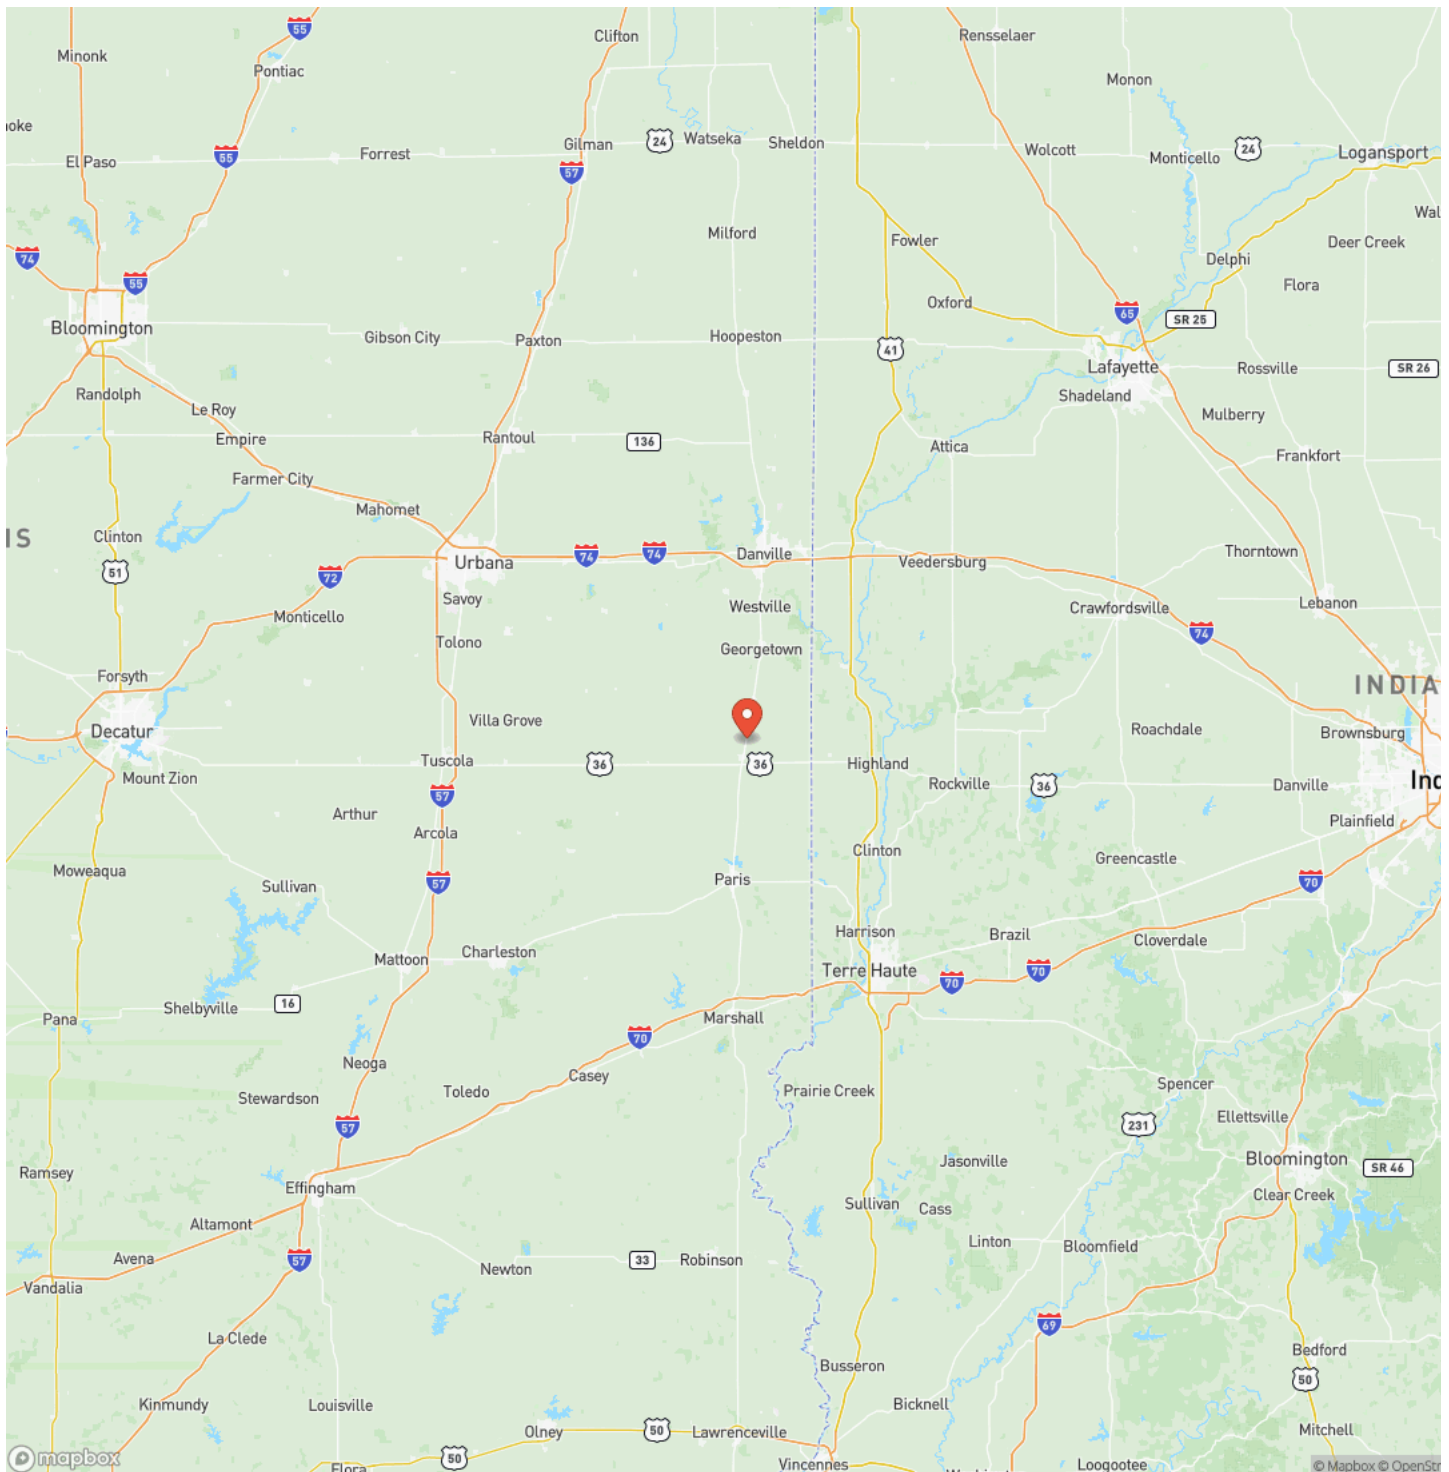 55
Clifton
Rensselaer
Minonk
Pontiac
Monon
oke
El Paso
55
Forrest
Gilman
24
Watseka
Sheldon
57
Wolcott
Monticello
24
Logansport
Wal
Milford
Fowler
Deer Creek
74
55
Delphi
Flora
Oxford
65
SR 25
Bloomington
Gibson City
Paxton
Hoopeston
41
Lafayette
Rossville
SR 26
Randolph
Shadeland
Le Roy
Mulberry
Empire
Rantoul
136
Attica
Frankfort
Farmer City
Mahomet
IS
Clinton
51
72
Urbana
74
74
Danville
Veedersburg
Thorntown
Savoy
Westville
Crawfordsville
Lebanon
Monticello
Tolono
Georgetown
74
Forsyth
INDIA
Decatur
Villa Grove
Roachdale
Brownsburg
Mount Zion
Tuscola
36
36
Highland
Rockville
36
Danville
Ind
57
Arthur
Arcola
Plainfield
Clinton
Greencastle
Moweaqua
Sullivan
57
Paris
70
Harrison
Brazil
Cloverdale
Mattoon
Charleston
Terre Haute
70
70
Shelbyville
16
Pana
Marshall
70
Neoga
Casey
Stewardson
Toledo
Prairie Creek
Spencer
57
231
Ellettsville
Ramsey
Jasonville
Bloomington
SR 46
Effingham
Clear Creek
Altamont
Sullivan
Cass
Avena
57
Newton
33
Robinson
Linton
Bloomfield
Vandalia
La Clede
69
Busseron
Bedford
50
Kinmundy
Louisville
Bicknell
Olney
50
Lawrenceville
Mitchell
mapbox
50
Flora
Vincennes
Loogootee
© Mapbox © OpenStr